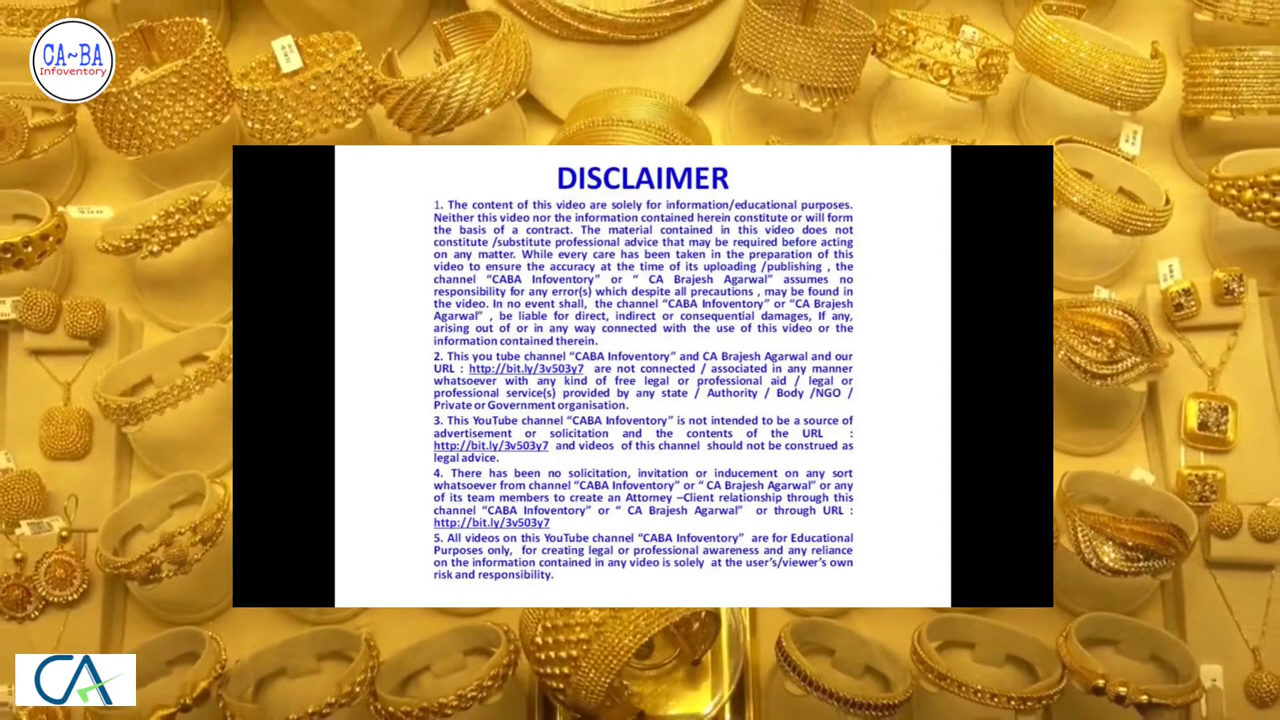 CA~BA
Infoventory
DISCLAIMER
1. The content of this video are solely for information/educational purposes.
Neither this video nor the information contained herein constitute or will form
the basis of a contract. The material contained in this video does not
constitute /substitute professional advice that may be required before acting
on any matter. While every care has been taken in the preparation of this
video to ensure the accuracy at the time of its uploading /publishing , the
channel “CABA Infoventory” or “ CA Brajesh Agarwal” assumes no
responsibility for any error(s) which despite all precautions , may be found in
the video. In no event shall, the channel “CABA Infoventory” or “CA Brajesh
Agarwal” , be liable for direct, indirect or consequential damages, If any,
arising out of or in any way connected with the use of this video or the
information contained therein.
2. This you tube channel “CABA Infoventory” and CA Brajesh Agarwal and our
URL : http://bit.ly/3v503y7 are not connected / associated in any manner
whatsoever with any kind of free legal or professional aid / legal or
professional service(s) provided by any state / Authority / Body /NGO /
Private or Government organisation.
3. This YouTube channel “CABA Infoventory” is not intended to be a source of
advertisement or solicitation and the contents of the URL :
http://bit.ly/3v503y7 and videos of this channel should not be construed as
legal advice.
4. There has been no solicitation, invitation or inducement on any sort
whatsoever from channel “CABA Infoventory” or “ CA Brajesh Agarwal” or any
of its team members to create an Attorney –Client relationship through this
channel “CABA Infoventory” or “ CA Brajesh Agarwal” or through URL :
http://bit.ly/3v503y7
5. All videos on this YouTube channel “CABA Infoventory” are for Educational
Purposes only, for creating legal or professional awareness and any reliance
on the information contained in any video is solely at the user’s/viewer’s own
risk and responsibility.
CA